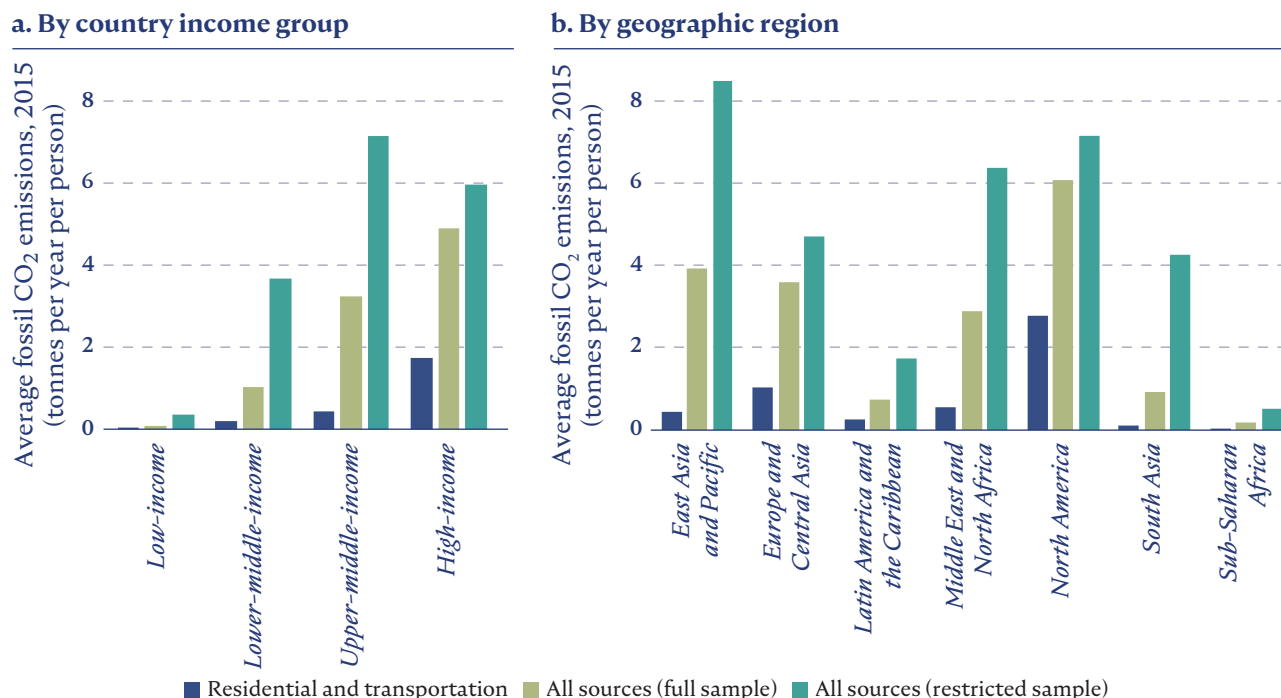 a. By country income group
Average fossil CO₂ emissions, 2015
(tonnes per year per person)
8
6
4
2
0
Low-income
Lower-middle-income
Upper-middle-income
High-income
b. By geographic region
Average fossil CO₂ emissions, 2015
(tonnes per year per person)
8
6
4
2
0
East Asia
and Pacific
Europe and
Central Asia
Latin America and
the Caribbean
Middle East and
North Africa
North America
South Asia
Sub-Saharan
Africa
Residential and transportation All sources (full sample) All sources (restricted sample)